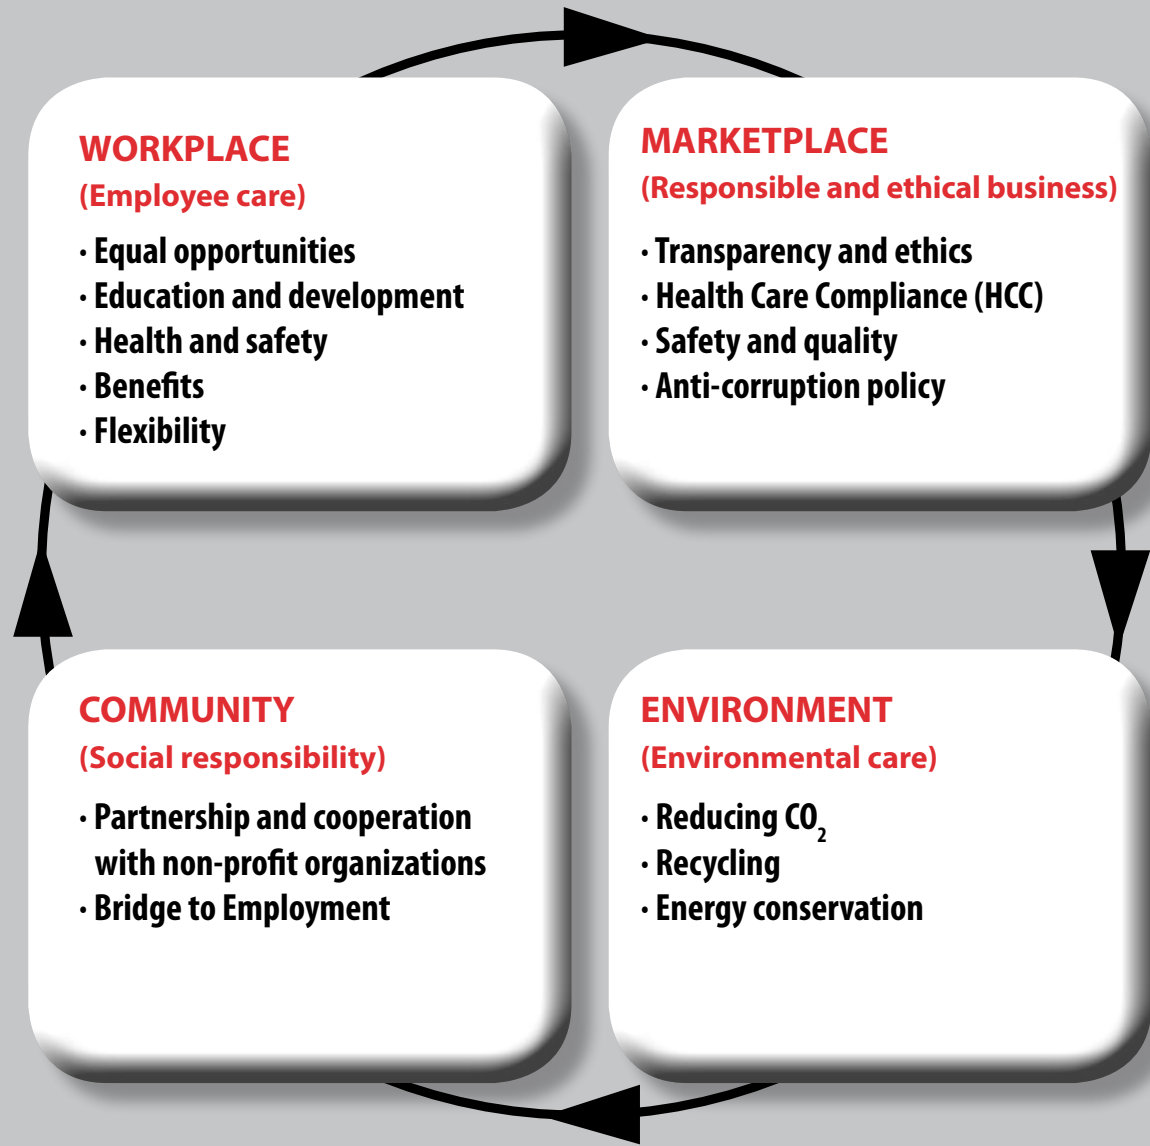 WORKPLACE
(Employee care)
· Equal opportunities
· Education and development
· Health and safety
· Benefits
· Flexibility
MARKETPLACE
(Responsible and ethical business)
· Transparency and ethics
· Health Care Compliance (HCC)
· Safety and quality
· Anti-corruption policy
COMMUNITY
(Social responsibility)
· Partnership and cooperation
with non-profit organizations
· Bridge to Employment
ENVIRONMENT
(Environmental care)
· Reducing CO₂
· Recycling
· Energy conservation